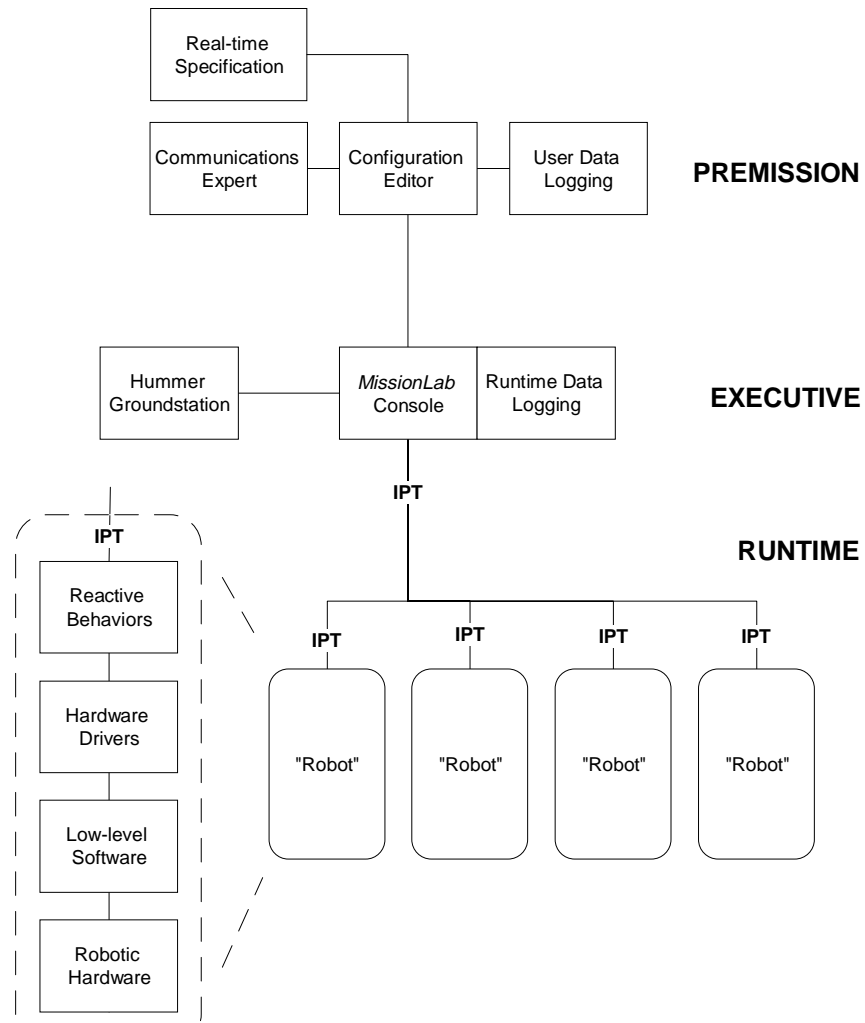 Real-time
Specification
Communications
Expert
Configuration
Editor
User Data
Logging
PREMISSION
Hummer
Groundstation
MissionLab
Console
Runtime Data
Logging
EXECUTIVE
IPT
IPT
RUNTIME
Reactive
Behaviors
Hardware
Drivers
Low-level
Software
Robotic
Hardware
IPT
IPT
IPT
IPT
"Robot"
"Robot"
"Robot"
"Robot"